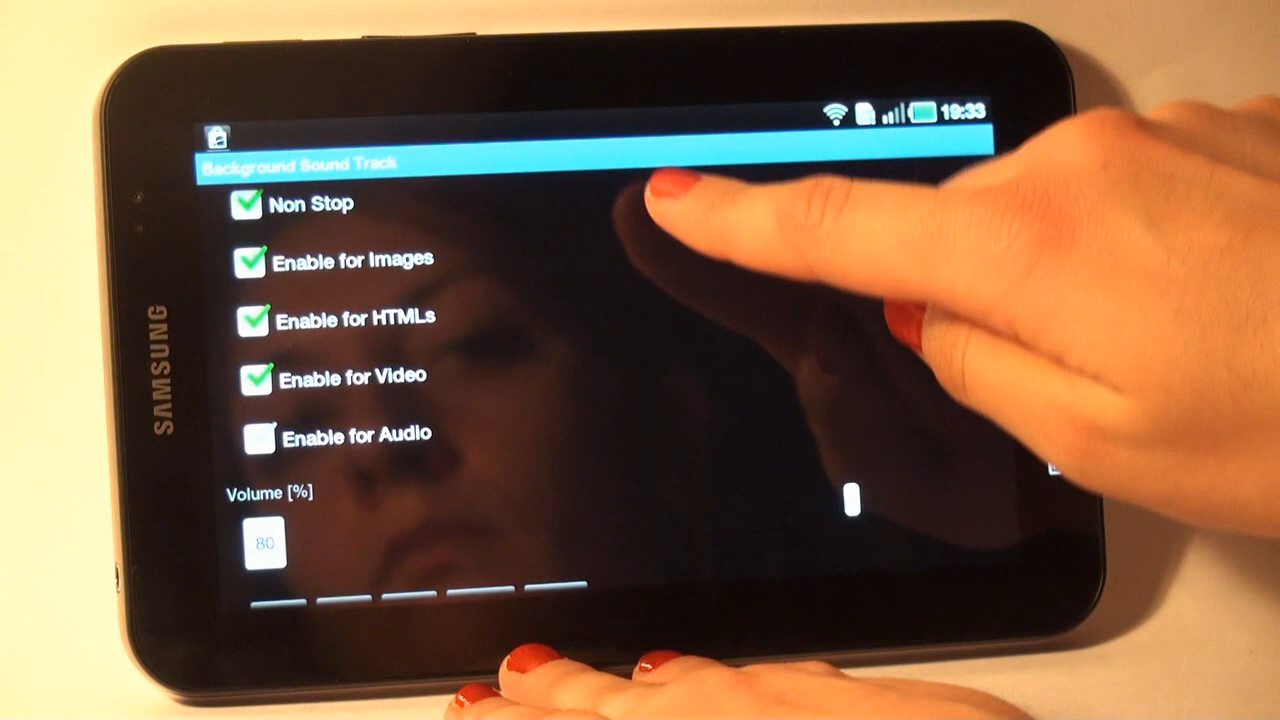 19:33
Background Sound Track
Non Stop
Enable for Images
Enable for HTMLs
Enable for Video
Enable for Audio
Volume [%]
80
SAMSUNG